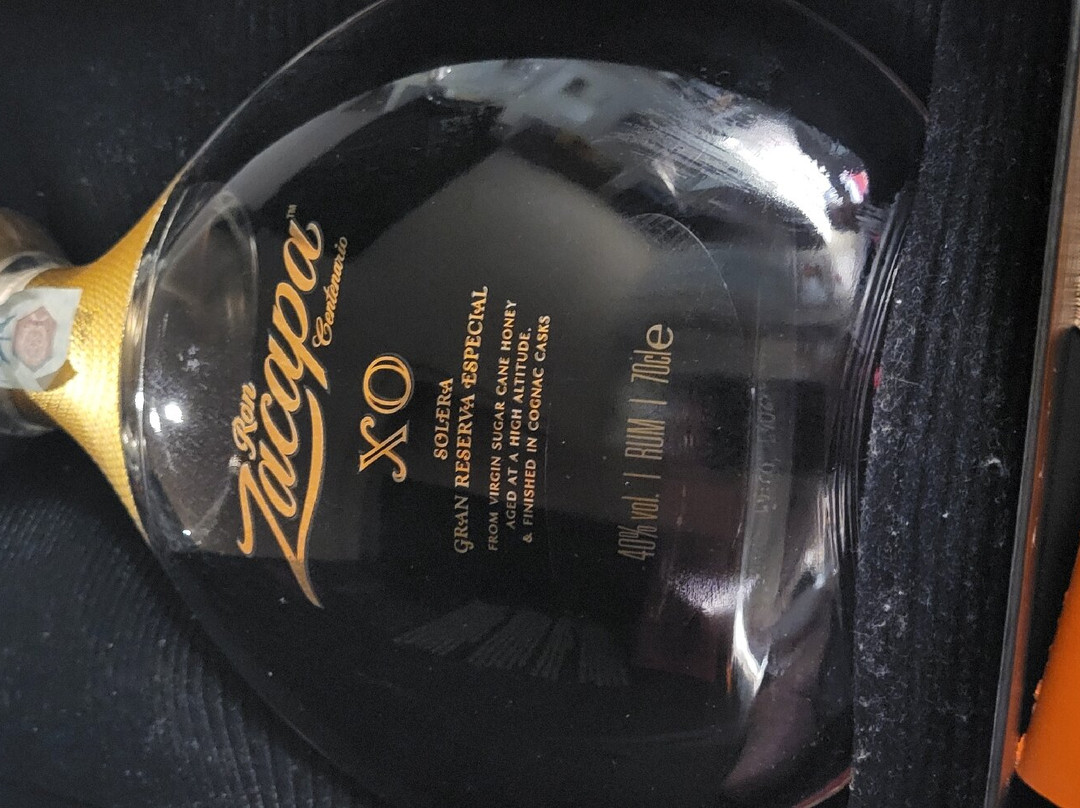 Ron
Zacapa™
Centenario
XO
SOLERA
GRAN RESERVA ESPECIAL
FROM VIRGIN SUGAR CANE HONEY
AGED AT A HIGH ALTITUDE.
& FINISHED IN COGNAC CASKS
40% vol. | RUM | 70cl e